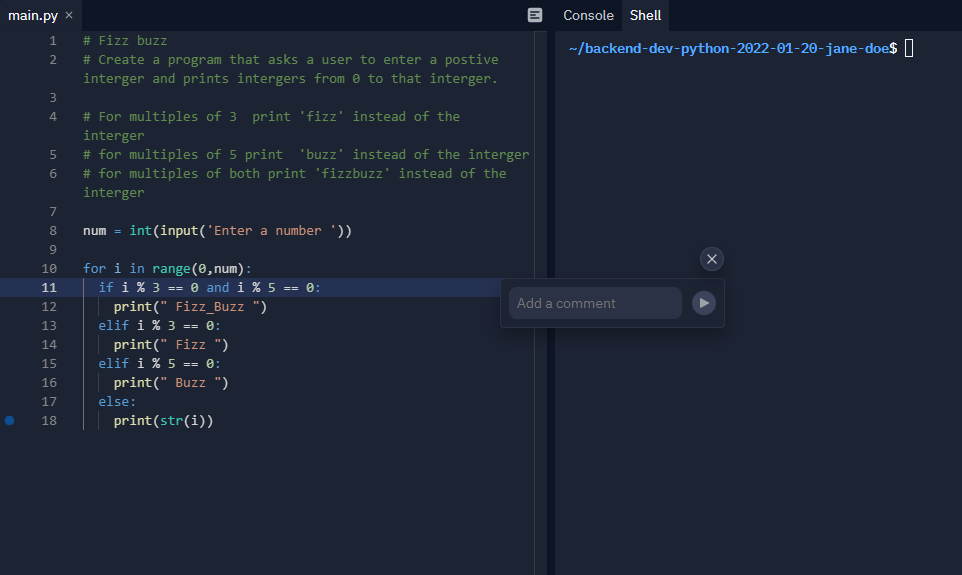 main.py ×
Console
Shell
1 # Fizz buzz
2 # Create a program that asks a user to enter a postive
interger and prints intergers from 0 to that interger.
3
4 # For multiples of 3  print 'fizz' instead of the
interger
5 # for multiples of 5 print  'buzz' instead of the interger
6 # for multiples of both print 'fizzbuzz' instead of the
interger
7
8 num = int(input('Enter a number '))
9
10 for i in range(0,num):
11   if i % 3 == 0 and i % 5 == 0:
12     print(" Fizz_Buzz ")
13   elif i % 3 == 0:
14     print(" Fizz ")
15   elif i % 5 == 0:
16     print(" Buzz ")
17   else:
18     print(str(i))
~/backend-dev-python-2022-01-20-jane-doe$
Add a comment